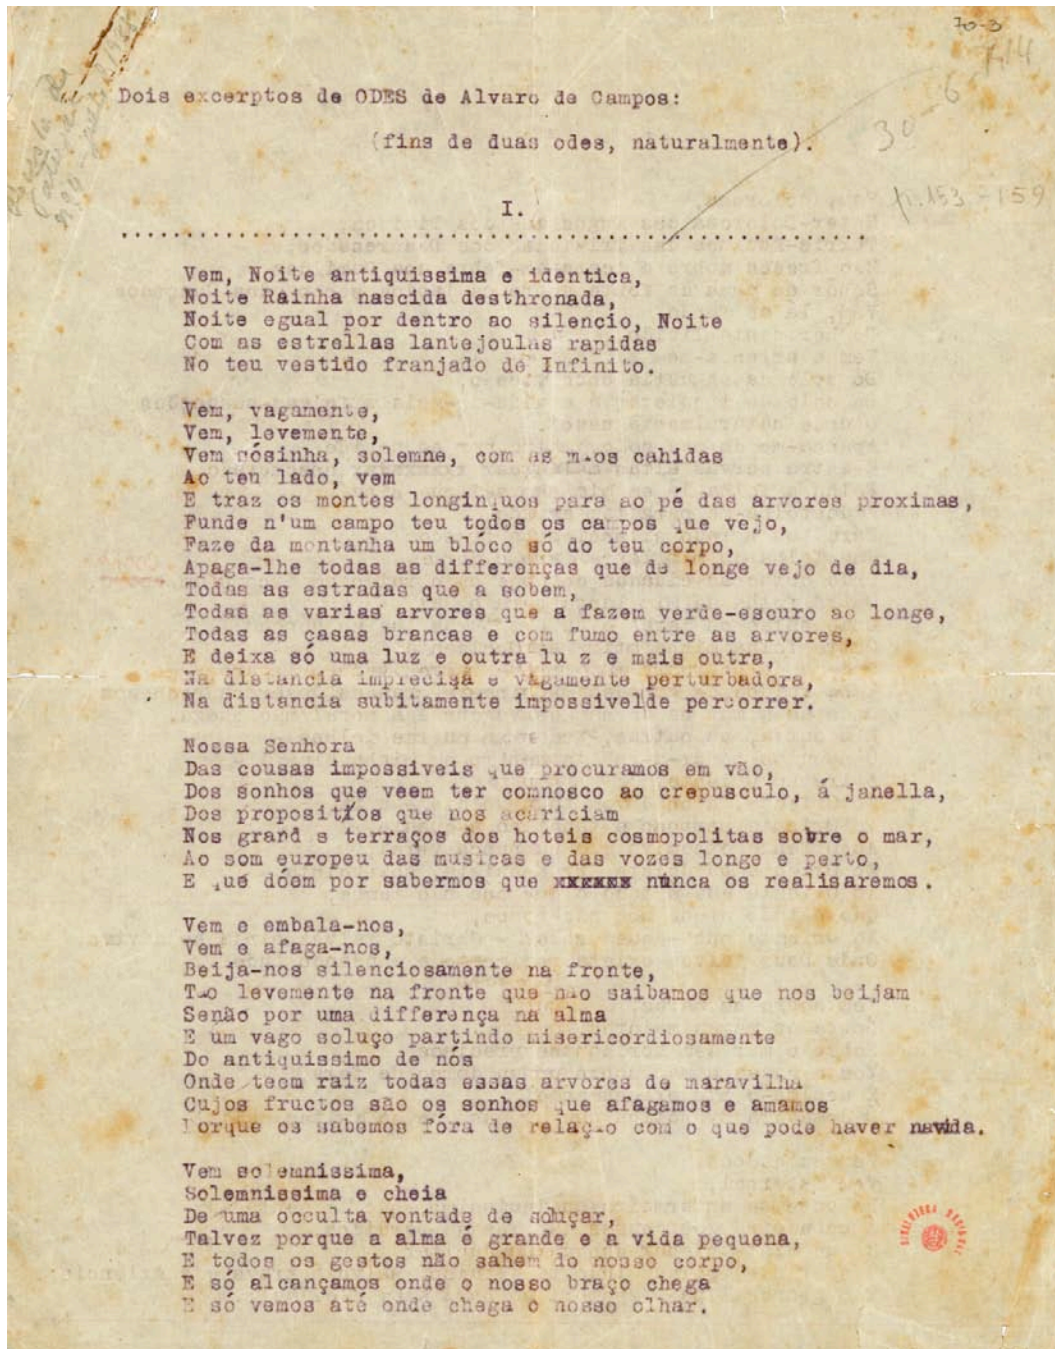 70-3
Dois excerptos de ODES de Alvaro de Campos:
(fins de duas odes, naturalmente).
30
p.153-159
I.
Vem, Noite antiquissima e identica,
Noite Rainha nascida desthronada,
Noite egual por dentro ao silencio, Noite
Com as estrellas lantejoulas rapidas
No teu vestido franjado de Infinito.
Vem, vagamente,
Vem, levemente,
Vem sósinha, solemne, com as mãos cahidas
Ao teu lado, vem
E traz os montes longinquos para ao pé das arvores proximas,
Funde n'um campo teu todos os campos que vejo,
Faze da montanha um blóco só do teu corpo,
Apaga-lhe todas as differenças que de longe vejo de dia,
Todas as estradas que a sobem,
Todas as varias arvores que a fazem verde-escuro ao longe,
Todas as casas brancas e com fumo entre as arvores,
E deixa só uma luz e outra lu z e mais outra,
Na distancia imprecisa e vagamente perturbadora,
Na distancia subitamente impossivelde percorrer.
Nossa Senhora
Das cousas impossiveis que procuramos em vão,
Dos sonhos que veem ter comnosco ao crepusculo, á janella,
Dos propositos que nos acariciam
Nos grand s terraços dos hoteis cosmopolitas sobre o mar,
Ao som europeu das musicas e das vozes longe e perto,
E que dóem por sabermos que xxxxxx nunca os realisaremos.
Vem e embala-nos,
Vem e afaga-nos,
Beija-nos silenciosamente na fronte,
Tão levemente na fronte que não saibamos que nos beijam
Senão por uma differença na alma
E um vago soluço partindo misericordiosamente
Do antiquissimo de nós
Onde teem raiz todas essas arvores de maravilha
Cujos fructos são os sonhos que afagamos e amamos
Porque os sabemos fóra de relação com o que pode haver na vida.
Vem solemnissima,
Solemnissima e cheia
De uma occulta vontade de soluçar,
Talvez porque a alma é grande e a vida pequena,
E todos os gestos não sahem do nosso corpo,
E só alcançamos onde o nosso braço chega
E só vemos até onde chega o nosso olhar.